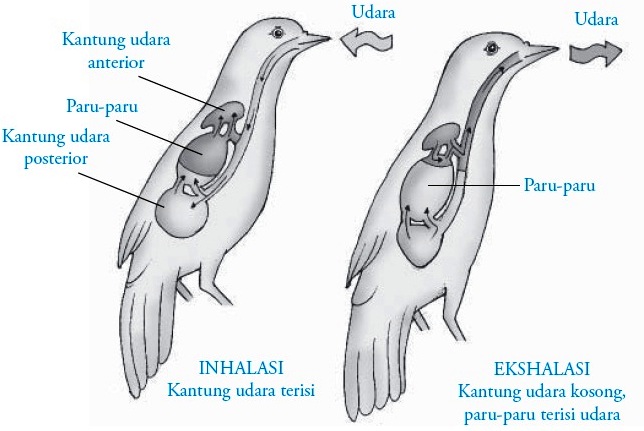 Udara
Udara
Kantung udara
anterior
Paru-paru
Kantung udara
posterior
Paru-paru
INHALASI
Kantung udara terisi
EKSHALASI
Kantung udara kosong,
paru-paru terisi udara